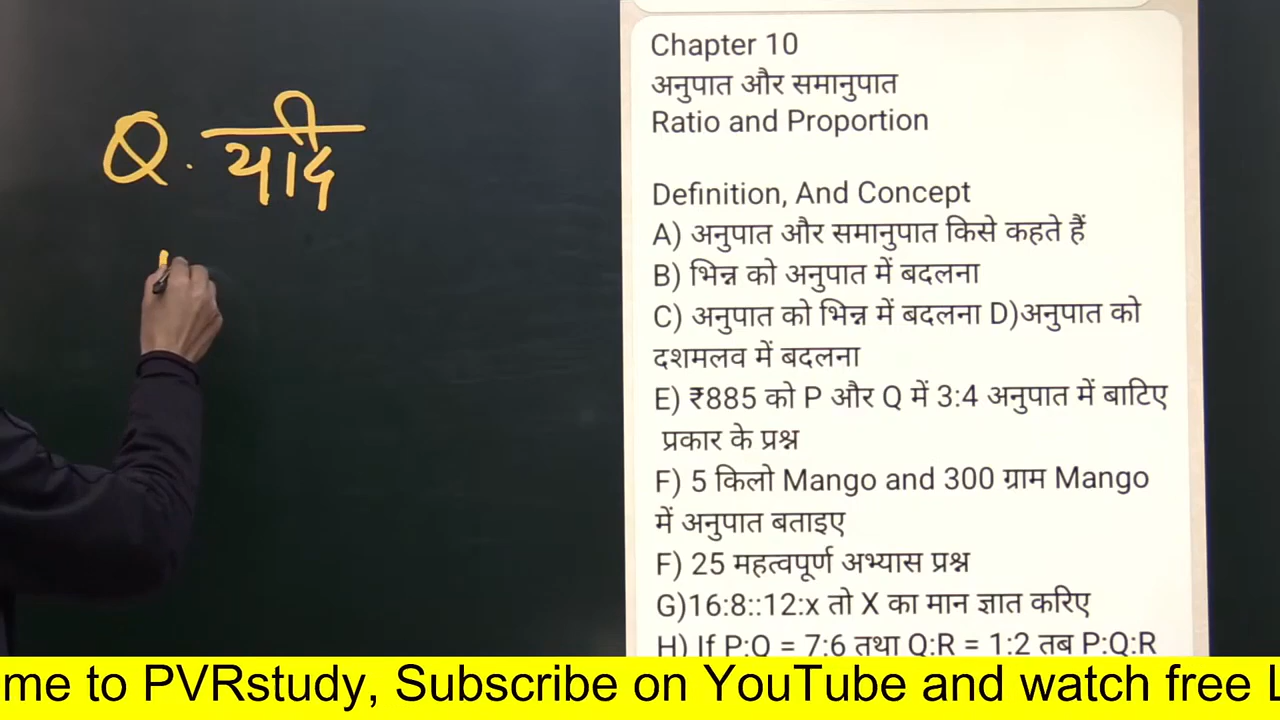 Q. यदि
Chapter 10
अनुपात और समानुपात
Ratio and Proportion
Definition, And Concept
A) अनुपात और समानुपात किसे कहते हैं
B) भिन्न को अनुपात में बदलना
C) अनुपात को भिन्न में बदलना D)अनुपात को
दशमलव में बदलना
E) ₹885 को P और Q में 3:4 अनुपात में बाटिए
प्रकार के प्रश्न
F) 5 किलो Mango and 300 ग्राम Mango
में अनुपात बताइए
F) 25 महत्वपूर्ण अभ्यास प्रश्न
G)16:8::12:x तो X का मान ज्ञात करिए
H) If P:Q = 7:6 तथा Q:R = 1:2 तब P:Q:R
me to PVRstudy, Subscribe on YouTube and watch free L